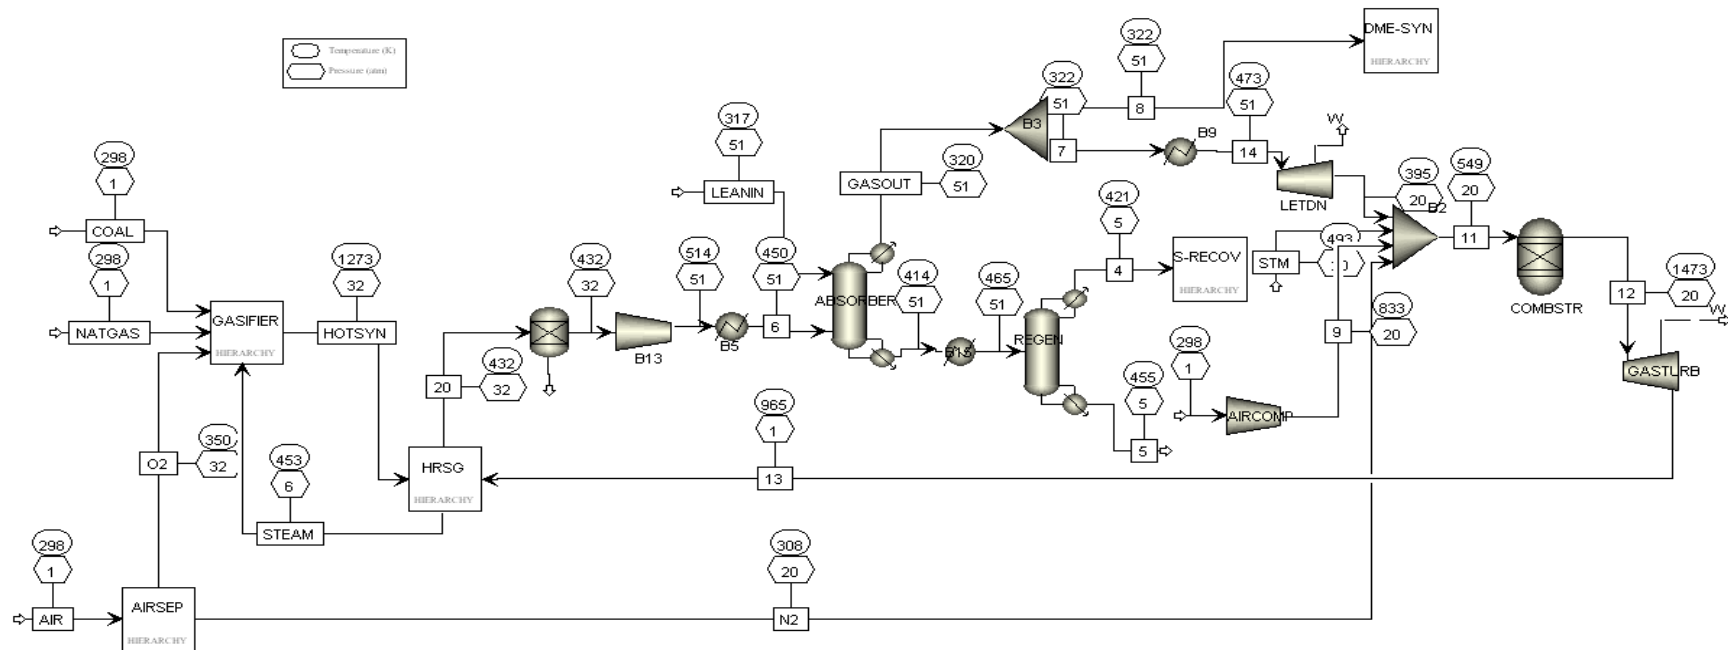 Temperature (K)
Pressure (atm)
DME-SYN
HIERARCHY
322
51
8
322
51
B3
7
473
51
B9
14
W
LETDN
395
20
B2
549
20
11
COMBSTR
1473
20
12
W
GASTURB
317
51
LEANIN
GASOUT
320
51
298
1
COAL
298
1
NATGAS
GASIFIER
HIERARCHY
1273
32
HOTSYN
432
32
B13
514
51
B5
450
51
6
ABSORBER
414
51
465
51
REGEN
421
5
4
S-RECOV
HIERARCHY
493
STM
833
20
9
298
1
AIRCOMP
455
5
5
20
432
32
965
1
13
HRSG
HIERARCHY
O2
350
32
453
6
STEAM
298
1
AIR
AIRSEP
HIERARCHY
308
20
N2